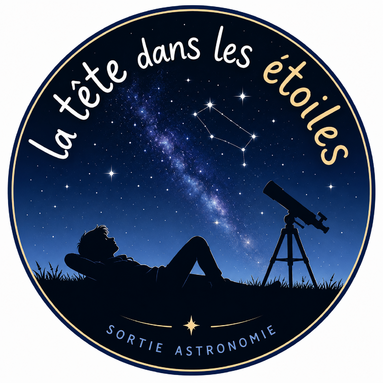 la tête dans les étoiles
SORTIE ASTRONOMIE